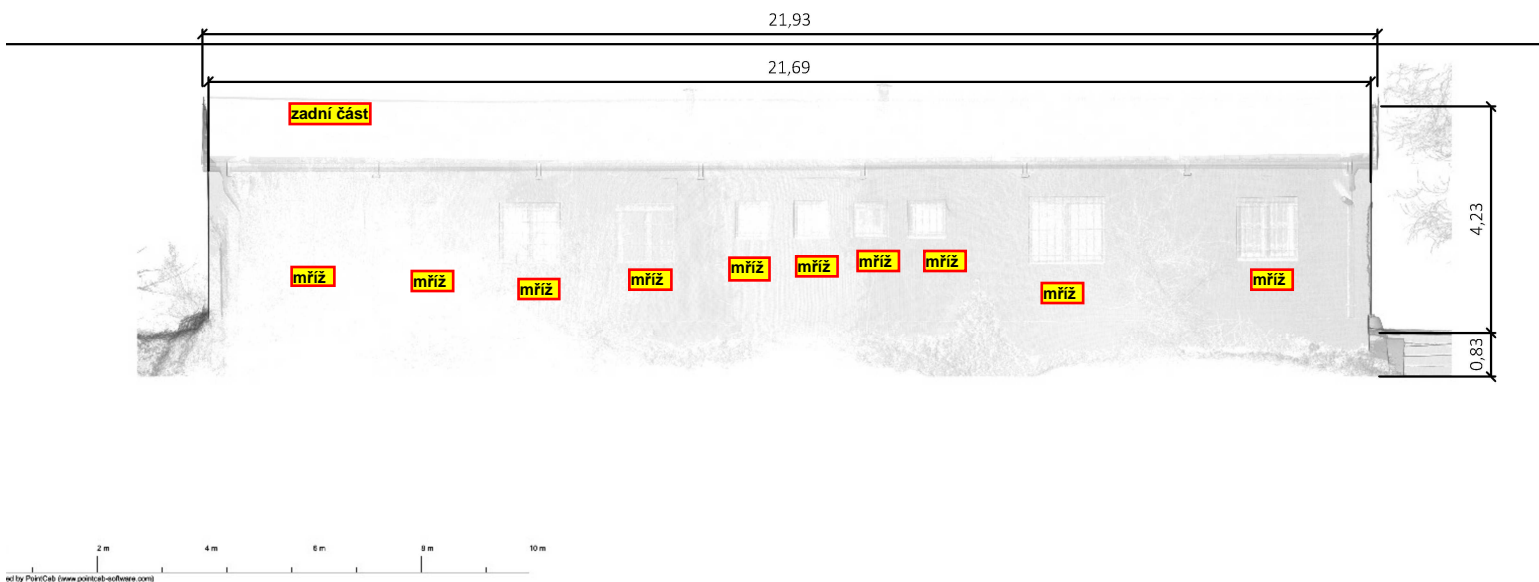 21,93
21,69
zadní část
4,23
mříž
mříž
mříž
mříž
mříž
mříž
mříž
mříž
mříž
mříž
0,83
2 m 4 m 6 m 8 m 10 m
ed by PointCab (www.pointcab-software.com)